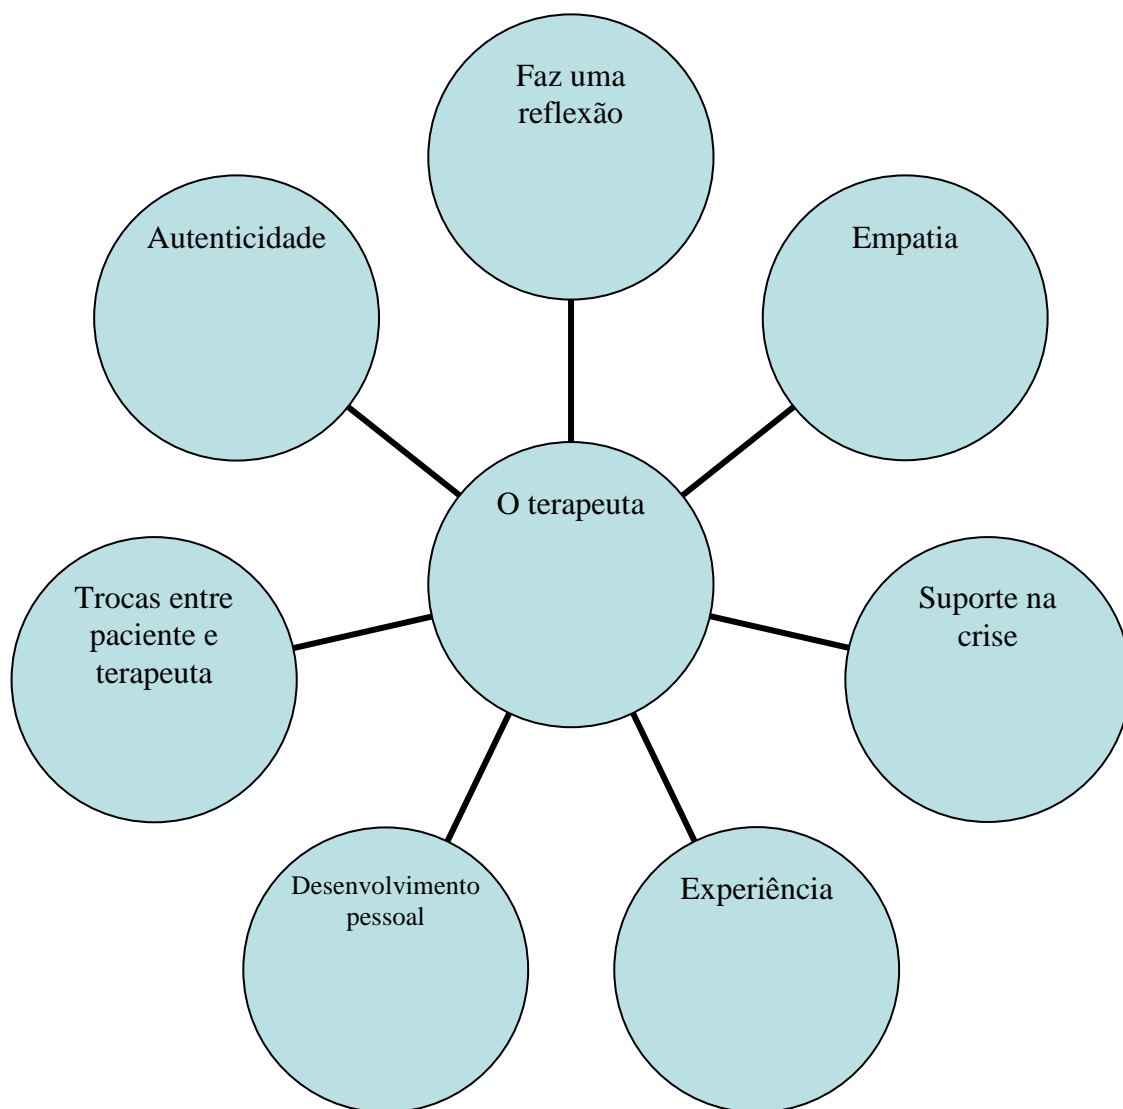 Faz uma
reflexão
Autenticidade
Empatia
O terapeuta
Trocas entre
paciente e
terapeuta
Suporte na
crise
Desenvolvimento
pessoal
Experiência